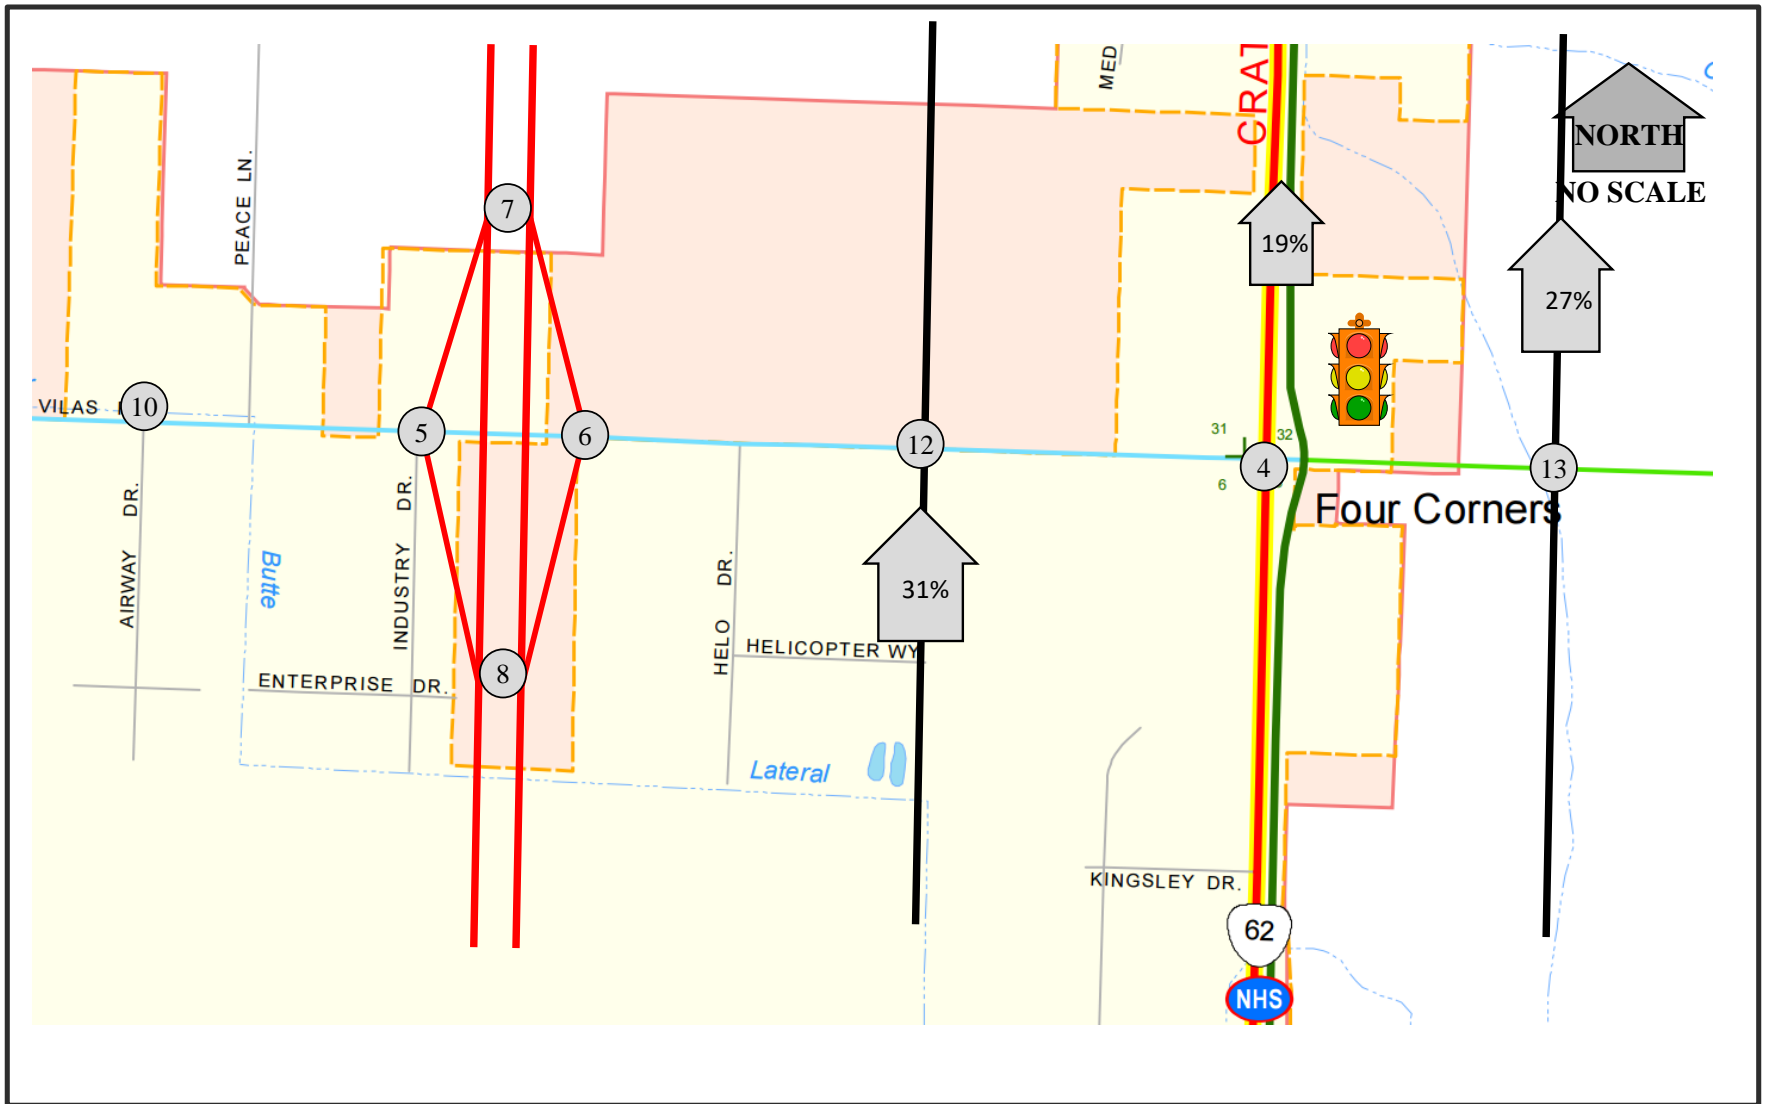 MED
CRAT
NORTH
NO SCALE
PEACE LN.
7
19%
27%
VILAS
10
5
6
12
31
32
4
6
13
Four Corners
AIRWAY DR.
Butte
INDUSTRY DR.
HELO DR.
31%
HELICOPTER WY
8
ENTERPRISE DR.
Lateral
KINGSLEY DR.
62
NHS